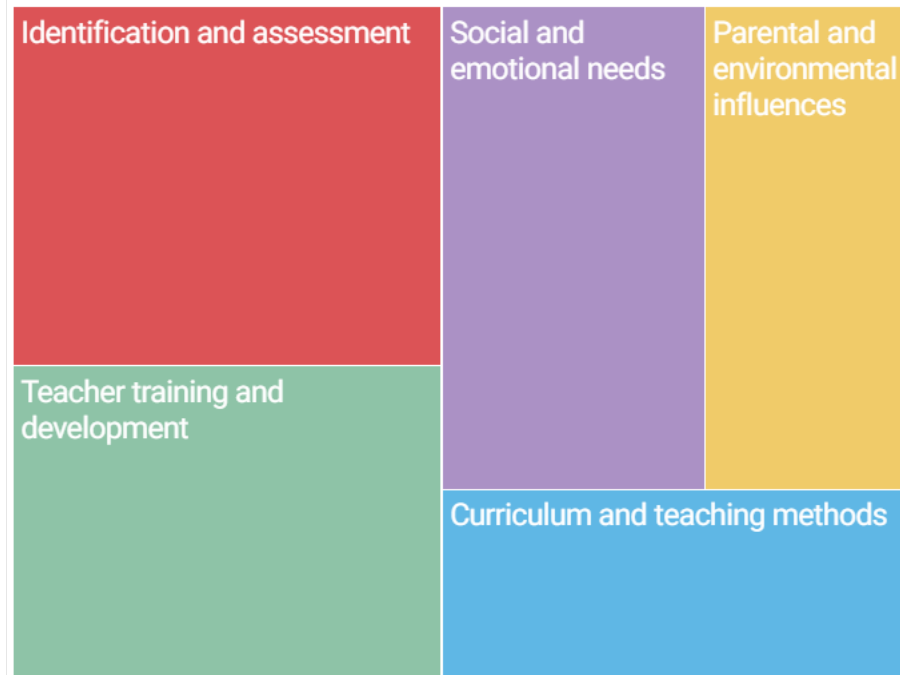 Identification and assessment
Social and
emotional needs
Parental and
environmental
influences
Teacher training and
development
Curriculum and teaching methods